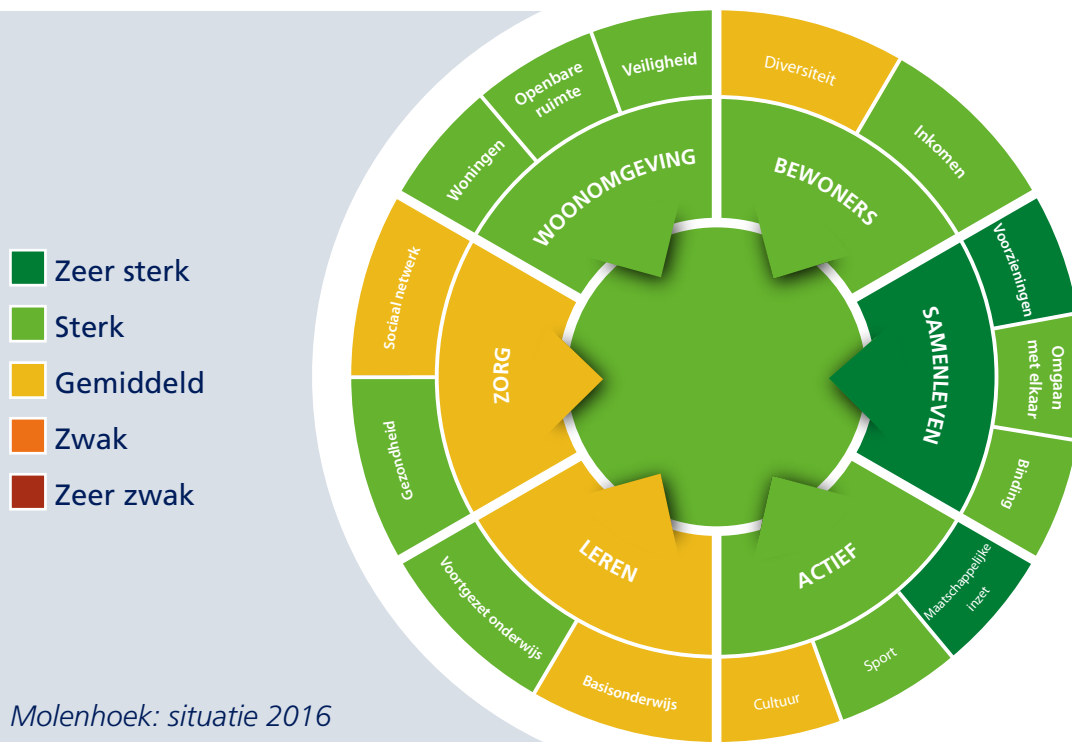 Zeer sterk
Sterk
Gemiddeld
Zwak
Zeer zwak
Molenhoek: situatie 2016
WOONOMGEVING
Woningen
Openbare
ruimte
Veiligheid
BEWONERS
Diversiteit
Inkomen
SAMENLEVEN
Voorzieningen
Omgaan
met elkaar
Binding
ACTIEF
Maatschappelijke
inzet
Sport
Cultuur
LEREN
Basisonderwijs
Voortgezet onderwijs
ZORG
Gezondheid
Sociaal netwerk